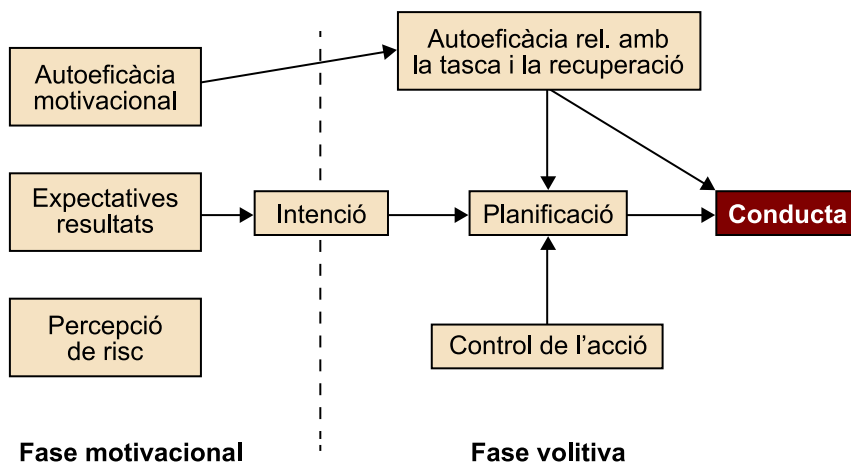 Autoeficàcia
motivacional
Autoeficàcia rel. amb
la tasca i la recuperació
Expectatives
resultats
Intenció
Planificació
Conducta
Percepció
de risc
Control de l’acció
Fase motivacional
Fase volitiva